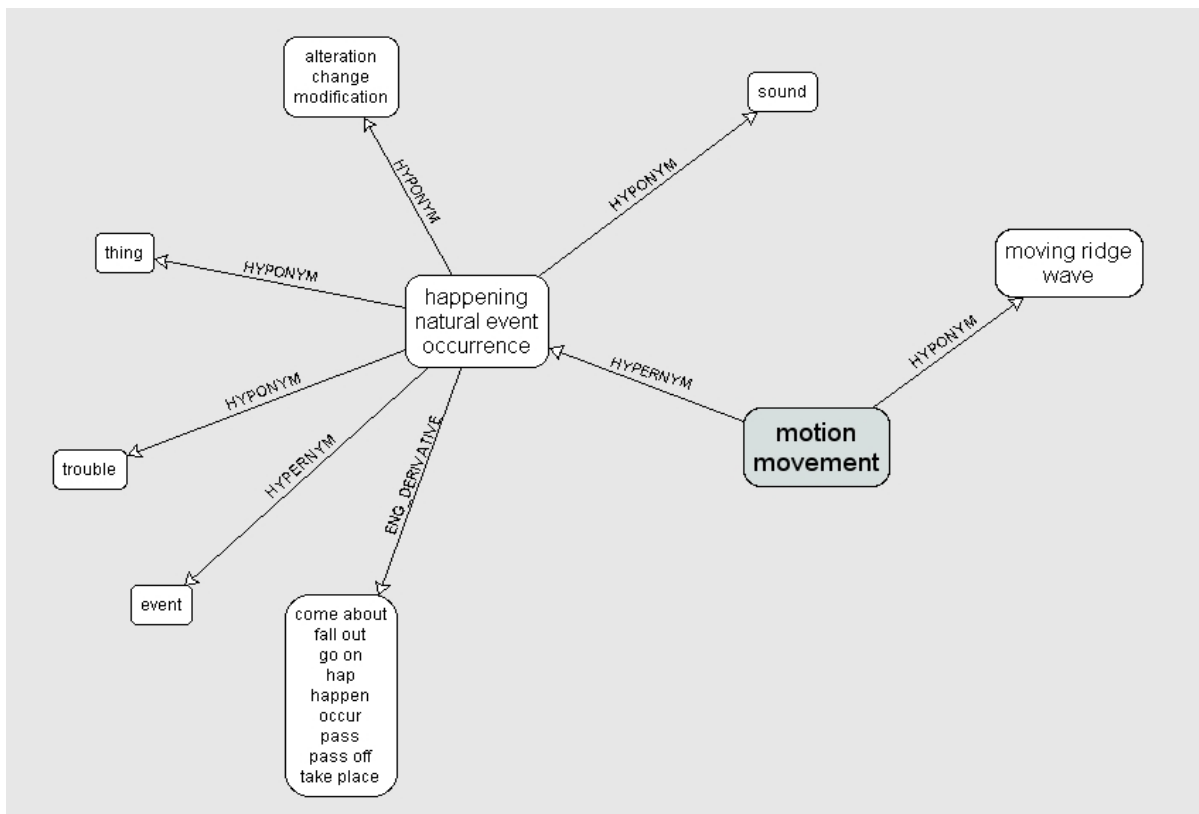 alteration
change
modification
sound
HYPONYM
HYPONYM
thing
HYPONYM
moving ridge
wave
happening
natural event
occurrence
HYPONYM
HYPERNYM
HYPONYM
motion
movement
trouble
HYPERNYM
ENG_DERIVATIVE
event
come about
fall out
go on
hap
happen
occur
pass
pass off
take place